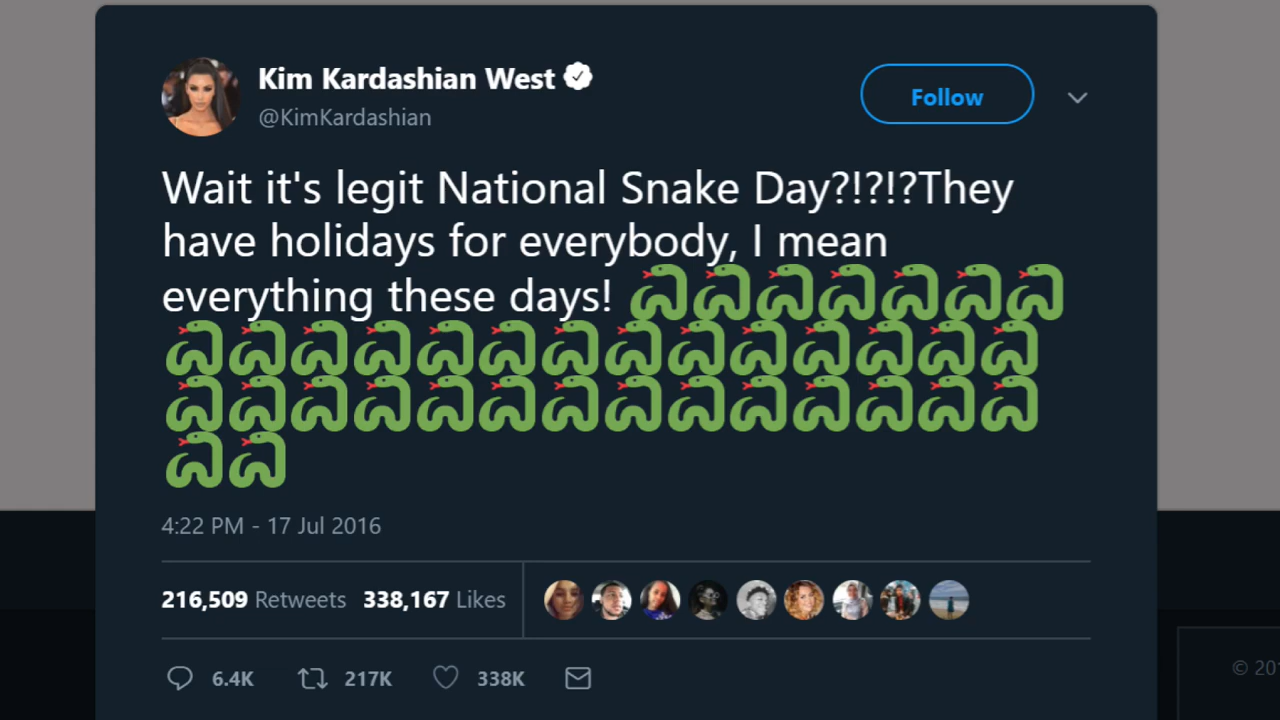 Kim Kardashian West
@KimKardashian
Follow
Wait it's legit National Snake Day?!?!?They
have holidays for everybody, I mean
everything these days! 🐍🐍🐍🐍🐍🐍🐍
🐍🐍🐍🐍🐍🐍🐍🐍🐍🐍🐍🐍🐍🐍
🐍🐍🐍🐍🐍🐍🐍🐍🐍🐍🐍🐍🐍🐍
🐍🐍
4:22 PM - 17 Jul 2016
216,509 Retweets 338,167 Likes
6.4K 217K 338K